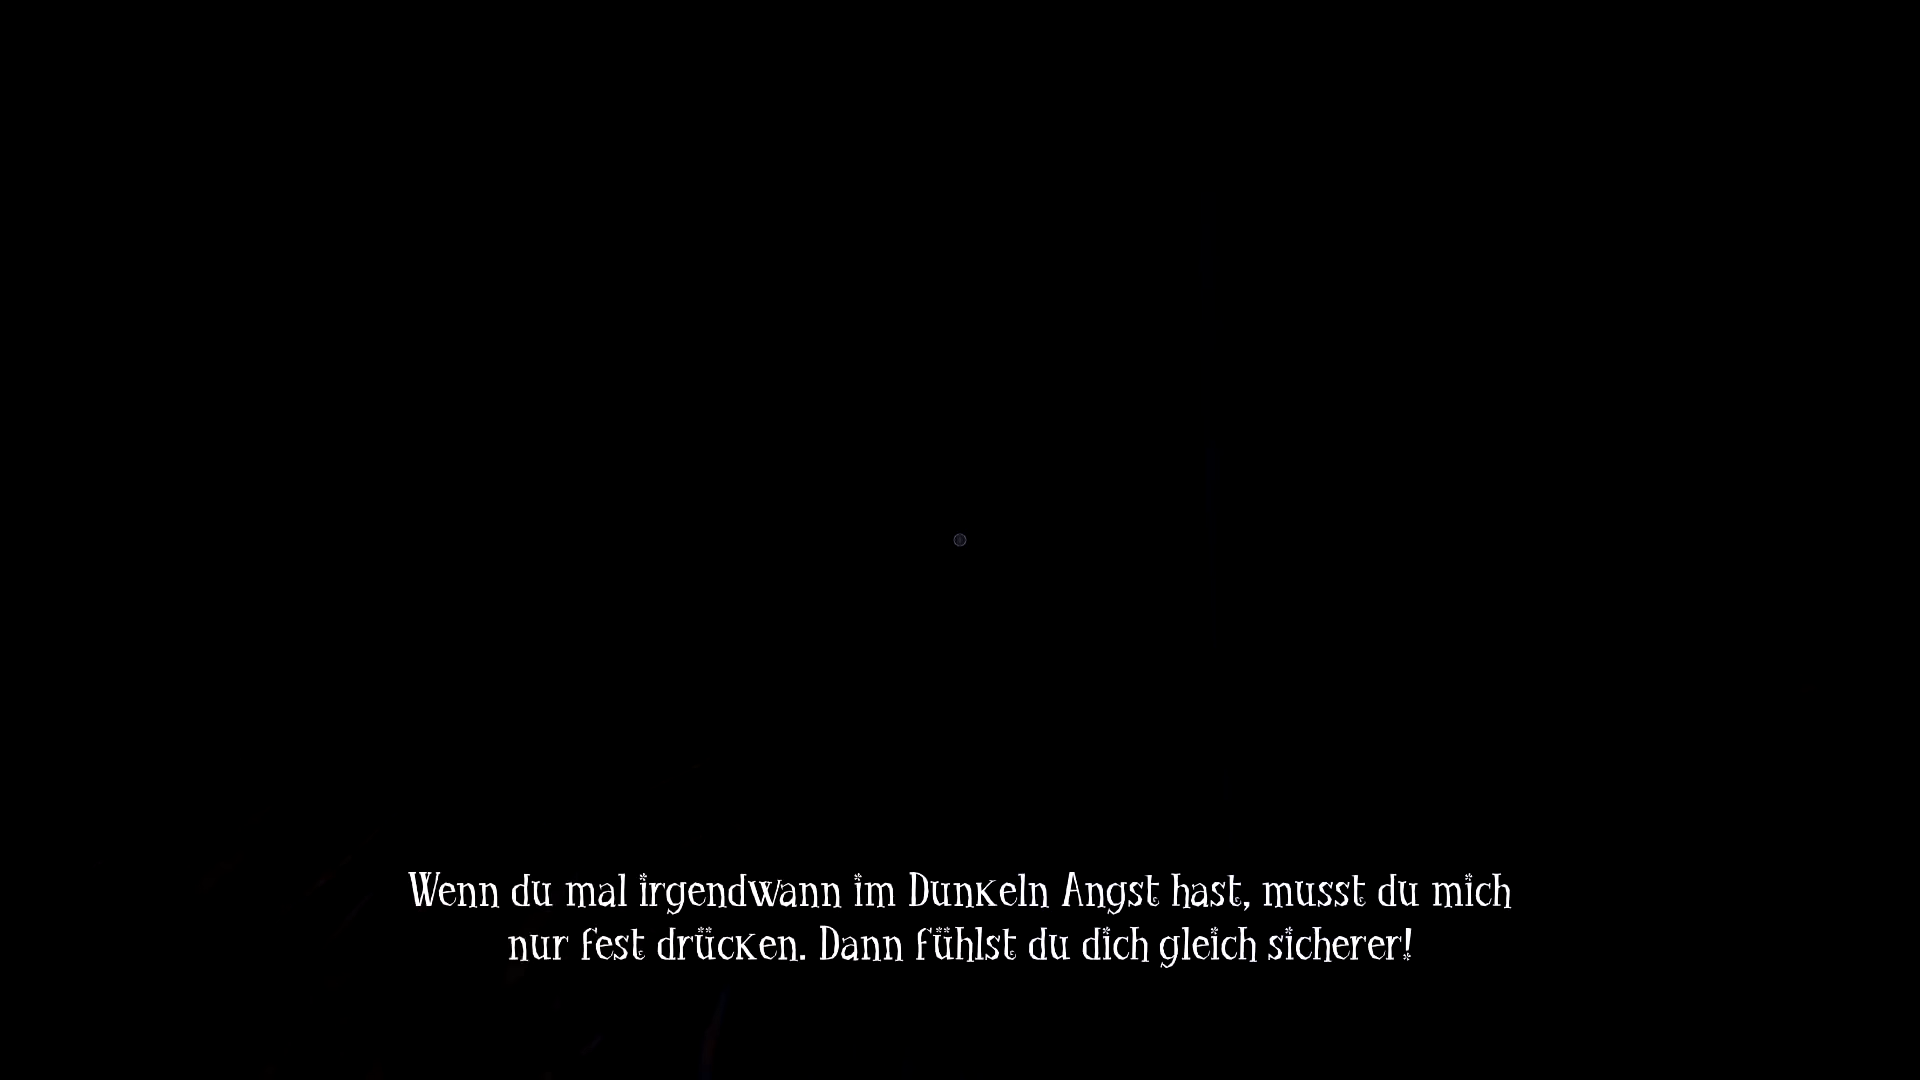 Wenn du mal irgendwann im Dunkeln Angst hast, musst du mich
nur fest drücken. Dann fühlst du dich gleich sicherer!